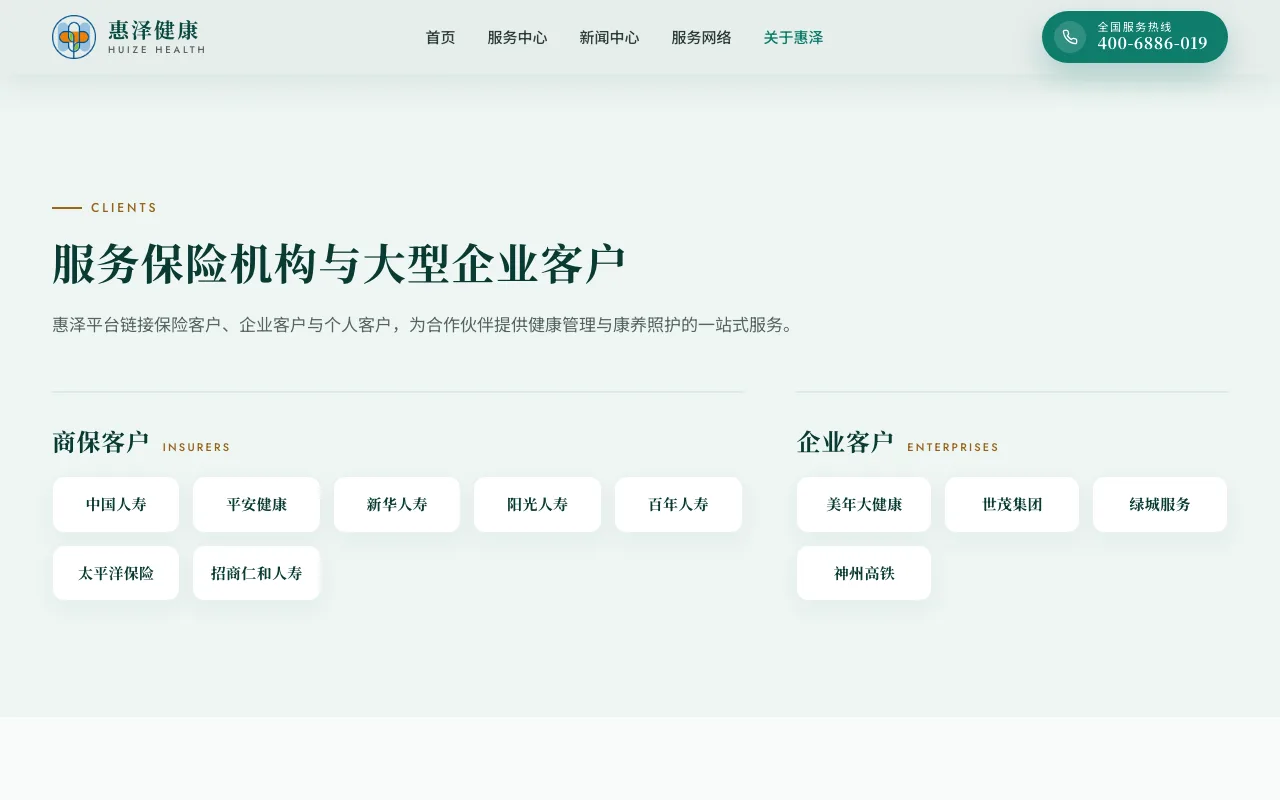 惠泽健康
HUIZE HEALTH
首页 服务中心 新闻中心 服务网络 关于惠泽
全国服务热线
400-6886-019
CLIENTS
服务保险机构与大型企业客户
惠泽平台链接保险客户、企业客户与个人客户，为合作伙伴提供健康管理与康养照护的一站式服务。
商保客户 INSURERS
中国人寿 平安健康 新华人寿 阳光人寿 百年人寿
太平洋保险 招商仁和人寿
企业客户 ENTERPRISES
美年大健康 世茂集团 绿城服务
神州高铁